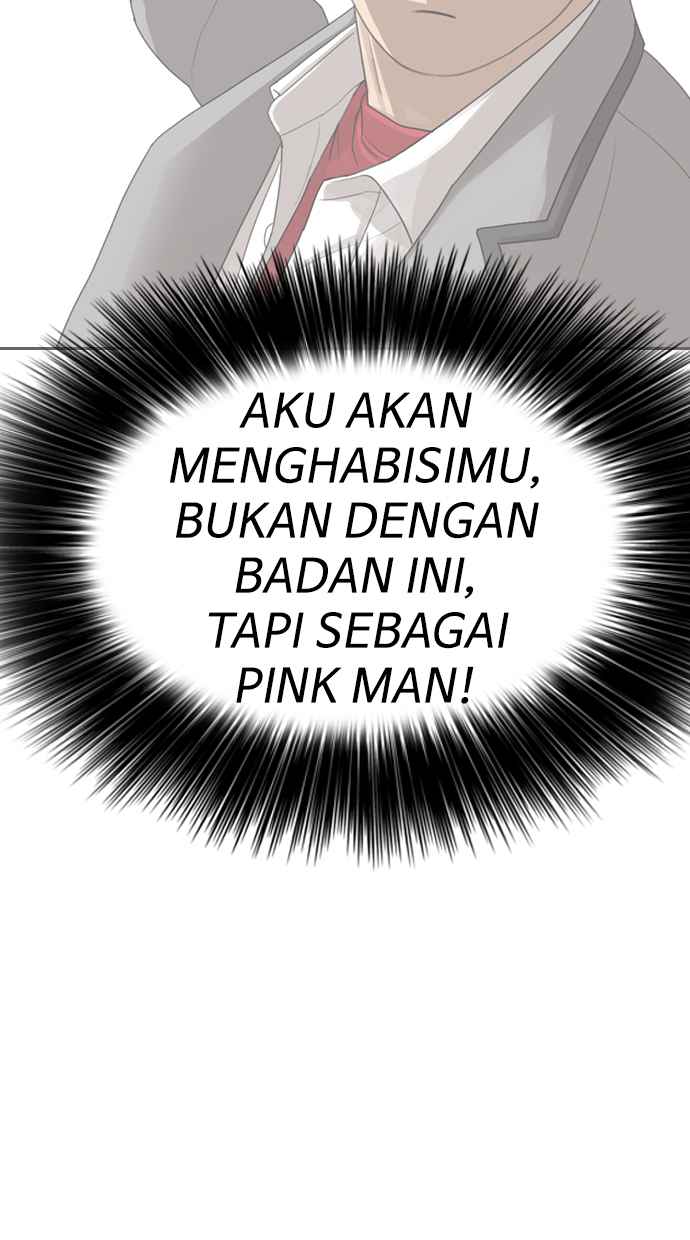 AKU AKAN
MENGHABISIMU,
BUKAN DENGAN
BADAN INI,
TAPI SEBAGAI
PINK MAN!